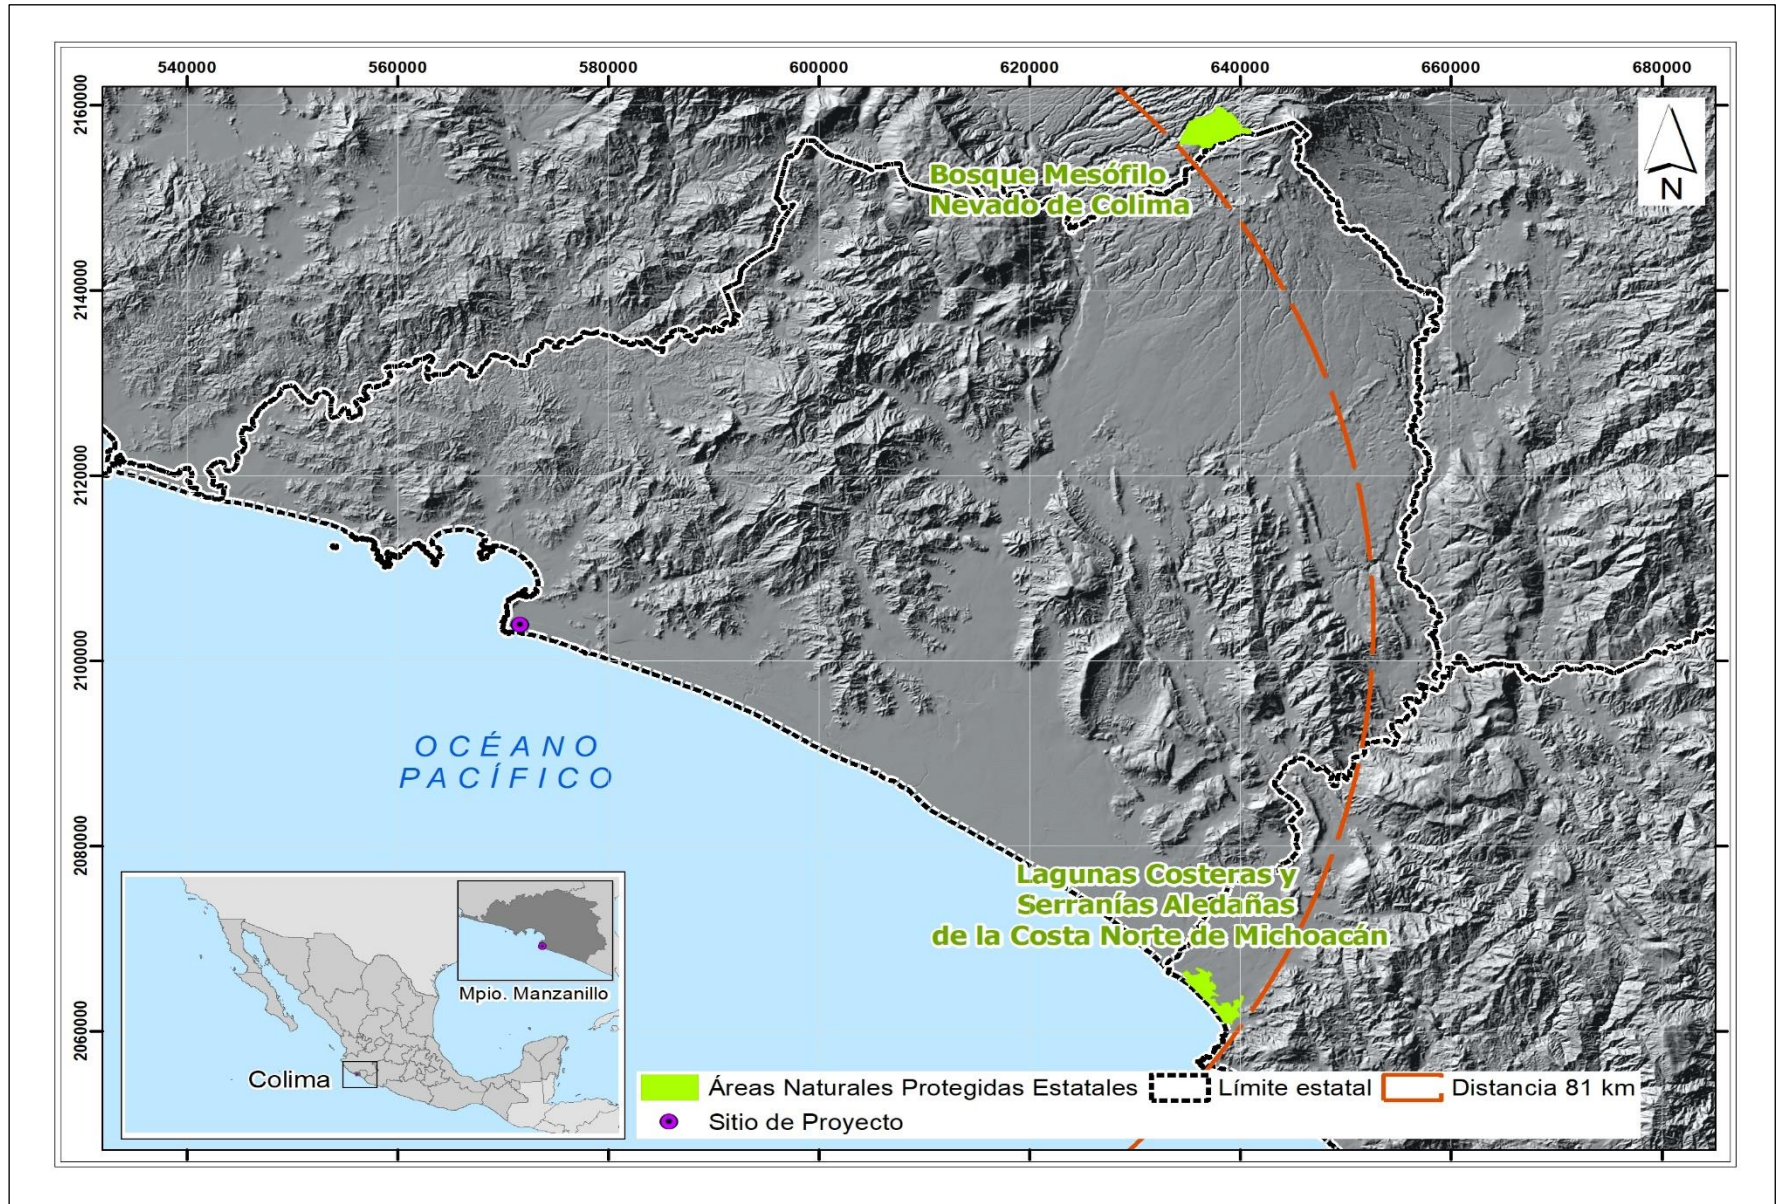 540000 560000 580000 600000 620000 640000 660000 680000
2160000
2140000
2120000
2100000
2080000
2060000
N
Bosque Mesófilo
Nevado de Colima
OCÉANO
PACÍFICO
Lagunas Costeras y
Serranías Aledañas
de la Costa Norte de Michoacán
Mpio. Manzanillo
Colima
Áreas Naturales Protegidas Estatales Límite estatal Distancia 81 km
Sitio de Proyecto
540000 560000 580000 600000 620000 640000 660000 680000